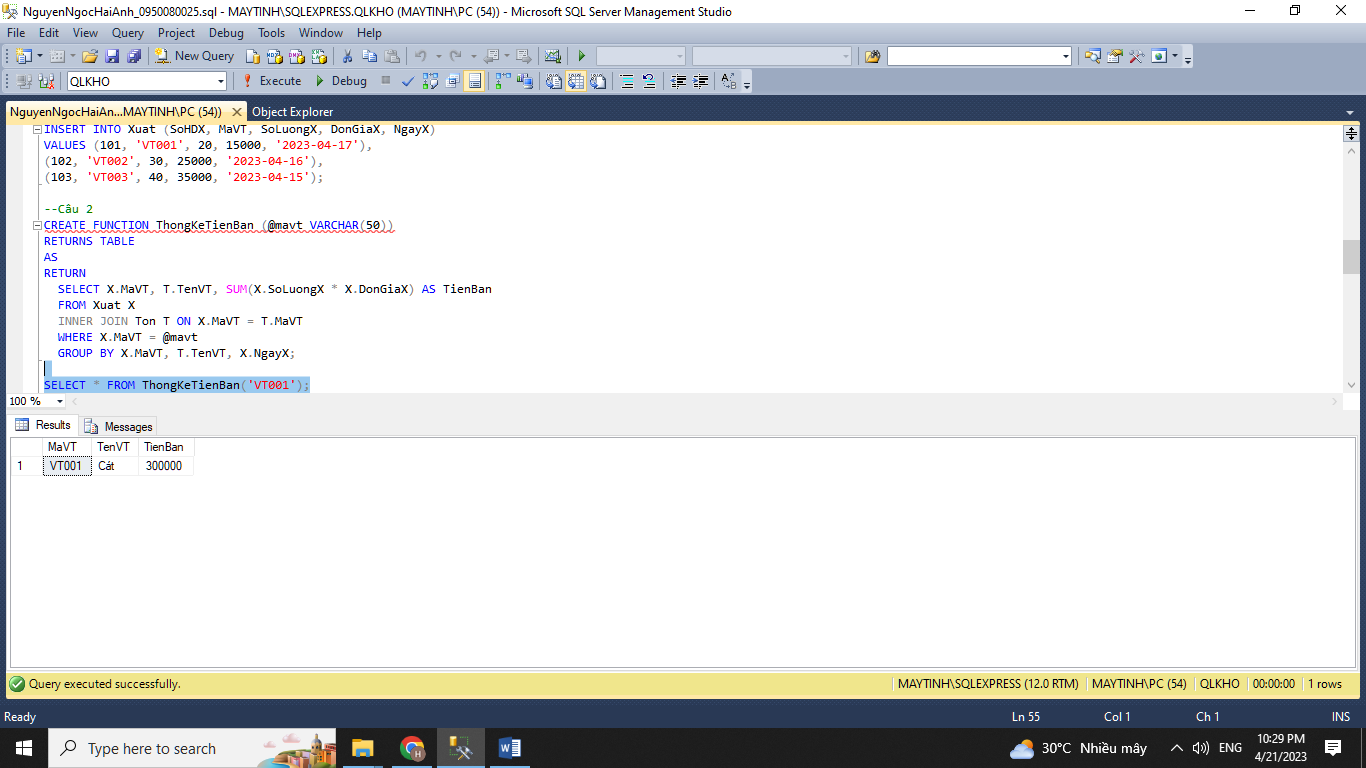 NguyenNgocHaiAnh_0950080025.sql - MAYTINH\SQLEXPRESS.QLKHO (MAYTINH\PC (54)) - Microsoft SQL Server Management Studio
File Edit View Query Project Debug Tools Window Help
New Query
QLKHO Execute Debug
NguyenNgocHaiAn...MAYTINH\PC (54)) Object Explorer
INSERT INTO Xuat (SoHDX, MaVT, SoLuongX, DonGiaX, NgayX)
VALUES (101, 'VT001', 20, 15000, '2023-04-17'),
(102, 'VT002', 30, 25000, '2023-04-16'),
(103, 'VT003', 40, 35000, '2023-04-15');
--Câu 2
CREATE FUNCTION ThongKeTienBan (@mavt VARCHAR(50))
RETURNS TABLE
AS
RETURN
SELECT X.MaVT, T.TenVT, SUM(X.SoLuongX * X.DonGiaX) AS TienBan
FROM Xuat X
INNER JOIN Ton T ON X.MaVT = T.MaVT
WHERE X.MaVT = @mavt
GROUP BY X.MaVT, T.TenVT, X.NgayX;
SELECT * FROM ThongKeTienBan('VT001');
100 %
Results Messages
MaVT TenVT TienBan
1 VT001 Cát 300000
Query executed successfully. MAYTINH\SQLEXPRESS (12.0 RTM) MAYTINH\PC (54) QLKHO 00:00:00 1 rows
Ready Ln 55 Col 1 Ch 1 INS
Type here to search 30°C Nhiều mây ENG 10:29 PM
4/21/2023